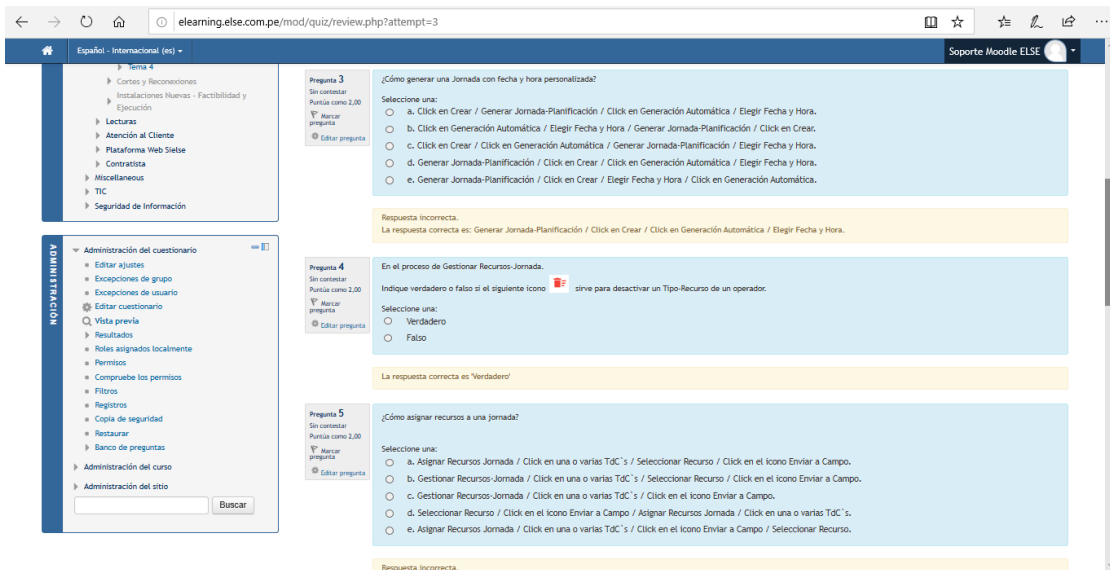 elearning.else.com.pe/mod/quiz/review.php?attempt=3
Español - Internacional (es)
Soporte Moodle ELSE
Tema 4
Cortes y Reconexiones
Instalaciones Nuevas - Factibilidad y
Ejecución
Lecturas
Atención al Cliente
Plataforma Web Sielse
Contratista
Miscellaneous
TIC
Seguridad de Información
ADMINISTRACIÓN
Administración del cuestionario
Editar ajustes
Excepciones de grupo
Excepciones de usuario
Editar cuestionario
Vista previa
Resultados
Roles asignados localmente
Permisos
Compruebe los permisos
Filtros
Registros
Copia de seguridad
Restaurar
Banco de preguntas
Administración del curso
Administración del sitio
Buscar
Pregunta 3
Sin contestar
Puntúa como 2,00
Marcar
pregunta
Editar pregunta
¿Cómo generar una Jornada con fecha y hora personalizada?
Seleccione una:
a. Click en Crear / Generar Jornada-Planificación / Click en Generación Automática / Elegir Fecha y Hora.
b. Click en Generación Automática / Elegir Fecha y Hora / Generar Jornada-Planificación / Click en Crear.
c. Click en Crear / Click en Generación Automática / Generar Jornada-Planificación / Elegir Fecha y Hora.
d. Generar Jornada-Planificación / Click en Crear / Click en Generación Automática / Elegir Fecha y Hora.
e. Generar Jornada-Planificación / Click en Crear / Elegir Fecha y Hora / Click en Generación Automática.
Respuesta incorrecta.
La respuesta correcta es: Generar Jornada-Planificación / Click en Crear / Click en Generación Automática / Elegir Fecha y Hora.
Pregunta 4
Sin contestar
Puntúa como 2,00
Marcar
pregunta
Editar pregunta
En el proceso de Gestionar Recursos-Jornada.
Indique verdadero o falso si el siguiente icono sirve para desactivar un Tipo-Recurso de un operador.
Seleccione una:
Verdadero
Falso
La respuesta correcta es 'Verdadero'
Pregunta 5
Sin contestar
Puntúa como 2,00
Marcar
pregunta
Editar pregunta
¿Cómo asignar recursos a una jornada?
Seleccione una:
a. Asignar Recursos Jornada / Click en una o varias TdC`s / Seleccionar Recurso / Click en el icono Enviar a Campo.
b. Gestionar Recursos-Jornada / Click en una o varias TdC`s / Seleccionar Recurso / Click en el icono Enviar a Campo.
c. Gestionar Recursos-Jornada / Click en una o varias TdC`s / Click en el icono Enviar a Campo.
d. Seleccionar Recurso / Click en el icono Enviar a Campo / Asignar Recursos Jornada / Click en una o varias TdC`s.
e. Asignar Recursos Jornada / Click en una o varias TdC`s / Click en el icono Enviar a Campo / Seleccionar Recurso.
Respuesta incorrecta.